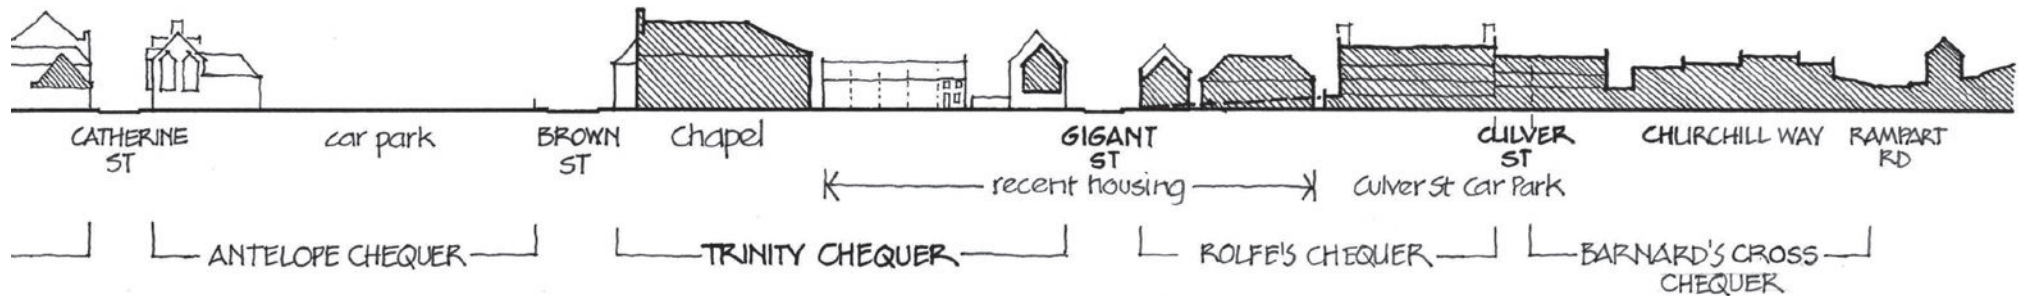 CATHERINE
ST
car park
BROWN
ST
Chapel
GIGANT
ST
CULVER
ST
CHURCHILL WAY
RAMPART
RD
recent housing
Culver St Car Park
ANTELOPE CHEQUER
TRINITY CHEQUER
ROLFE'S CHEQUER
BARNARD'S CROSS
CHEQUER